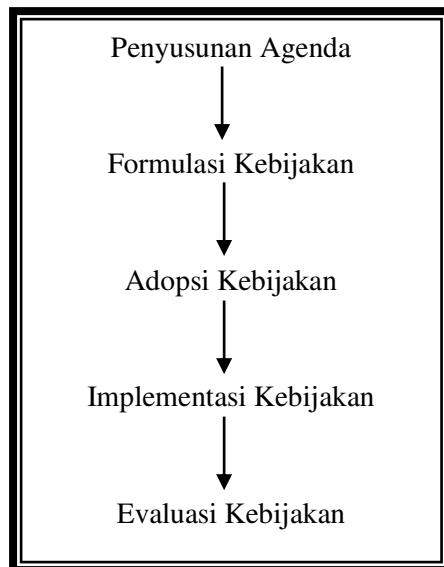 Penyusunan Agenda
Formulasi Kebijakan
Adopsi Kebijakan
Implementasi Kebijakan
Evaluasi Kebijakan